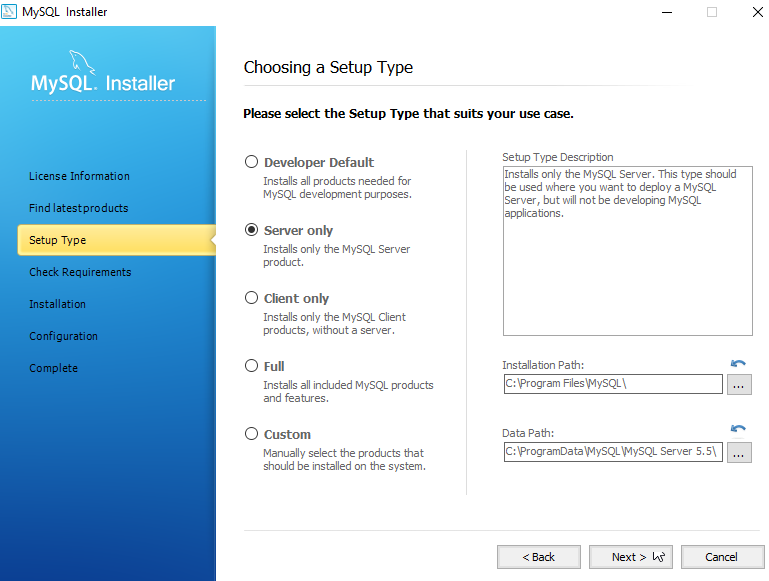 MySQL Installer
MySQL. Installer
License Information
Find latest products
Setup Type
Check Requirements
Installation
Configuration
Complete
Choosing a Setup Type
Please select the Setup Type that suits your use case.
Developer Default
Installs all products needed for
MySQL development purposes.
Server only
Installs only the MySQL Server
product.
Client only
Installs only the MySQL Client
products, without a server.
Full
Installs all included MySQL products
and features.
Custom
Manually select the products that
should be installed on the system.
Setup Type Description
Installs only the MySQL Server. This type should
be used where you want to deploy a MySQL
Server, but will not be developing MySQL
applications.
Installation Path:
C:\Program Files\MySQL\
...
Data Path:
C:\ProgramData\MySQL\MySQL Server 5.5\
...
< Back
Next >
Cancel